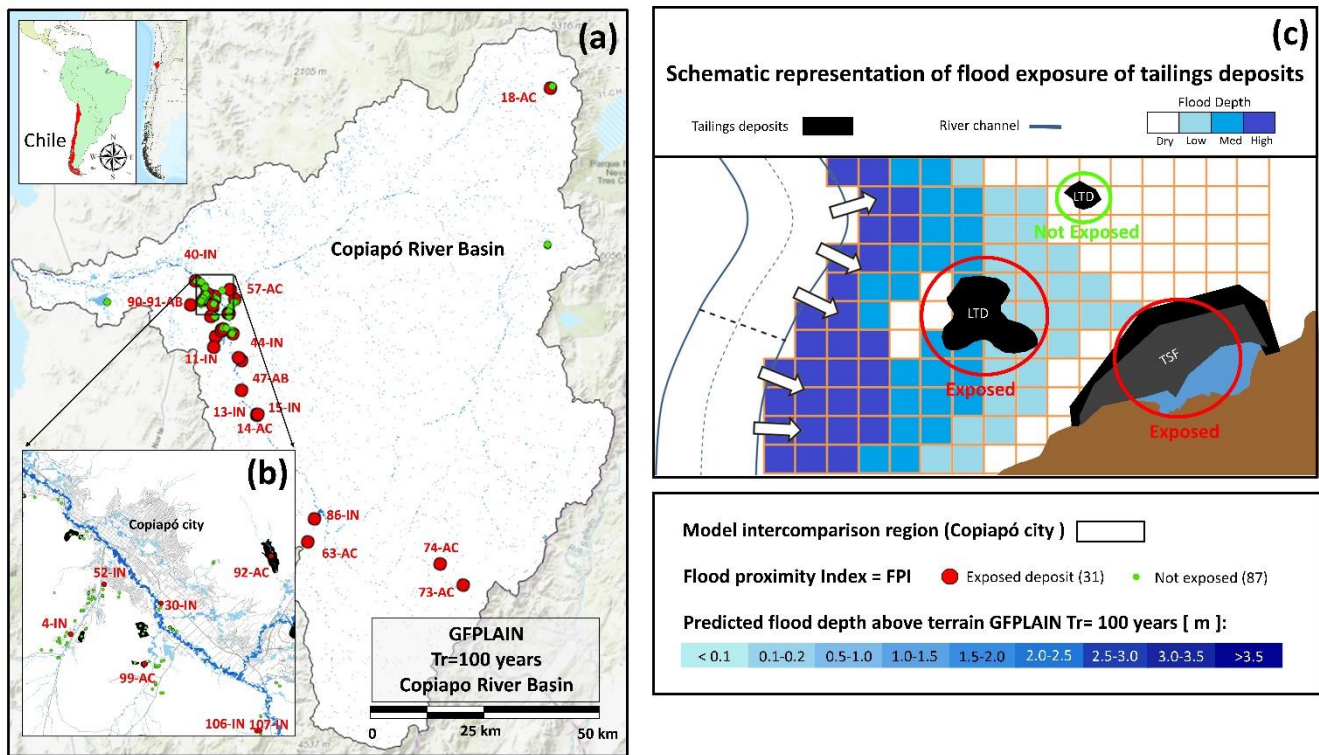 (a)
Chile
N
W
E
S
5316 m
2105 m
18-AC
Parque N
Nevado
Tres Cor
Copiapó River Basin
40-IN
57-AC
90-91-AB
44-IN
11-IN
47-AB
13-IN
15-IN
14-AC
86-IN
63-AC
74-AC
73-AC
4537 m
GFPLAIN
Tr=100 years
Copiapo River Basin
0
25 km
50 km
(b)
Copiapó city
52-IN
92-AC
30-IN
4-IN
99-AC
106-IN
107-IN
(c)
Schematic representation of flood exposure of tailings deposits
Tailings deposits
River channel
Flood Depth
Dry
Low
Med
High
LTD
Not Exposed
LTD
Exposed
TSF
Exposed
Model intercomparison region (Copiapó city )
Flood proximity Index = FPI
Exposed deposit (31)
Not exposed (87)
Predicted flood depth above terrain GFPLAIN Tr= 100 years [ m ]:
< 0.1
0.1-0.2
0.5-1.0
1.0-1.5
1.5-2.0
2.0-2.5
2.5-3.0
3.0-3.5
>3.5